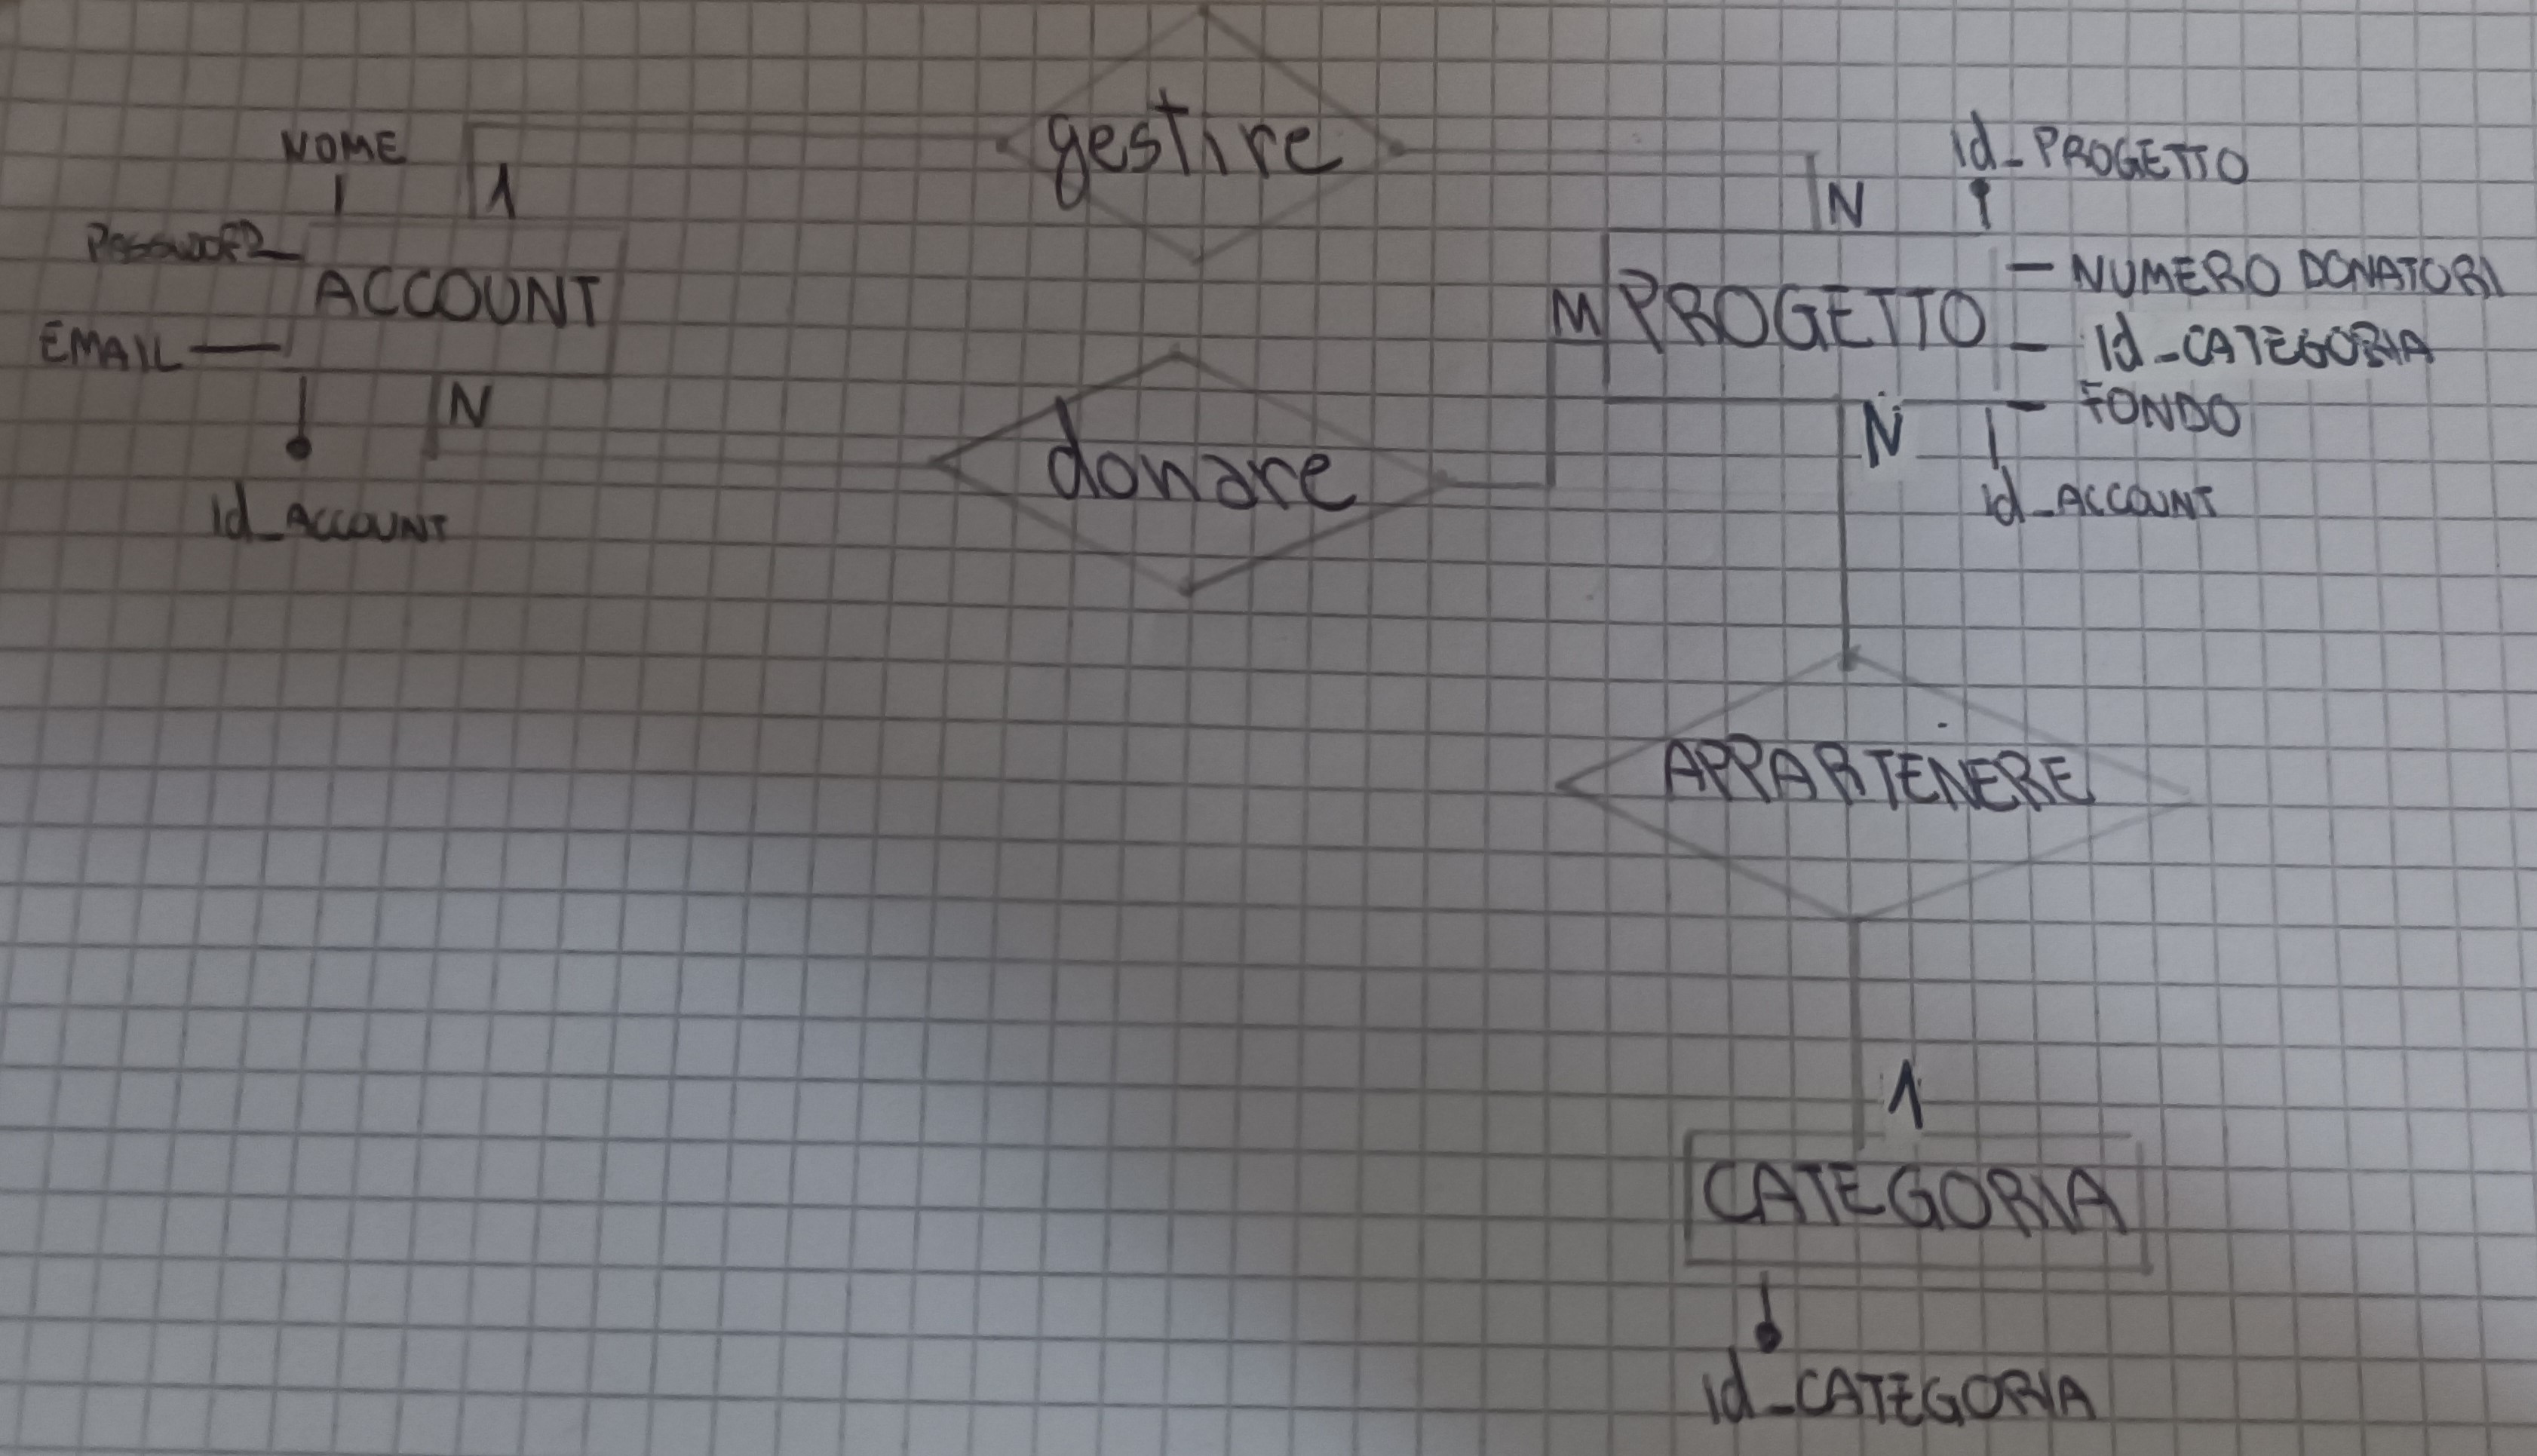 gestire
NOME
1
N
id_PROGETTO
PASSWORD
ACCOUNT
M
PROGETTO
NUMERO DONATORI
EMAIL
id_CATEGORIA
N
N
FONDO
donare
id_ACCOUNT
id_ACCOUNT
APPARTENERE
1
CATEGORIA
id_CATEGORIA